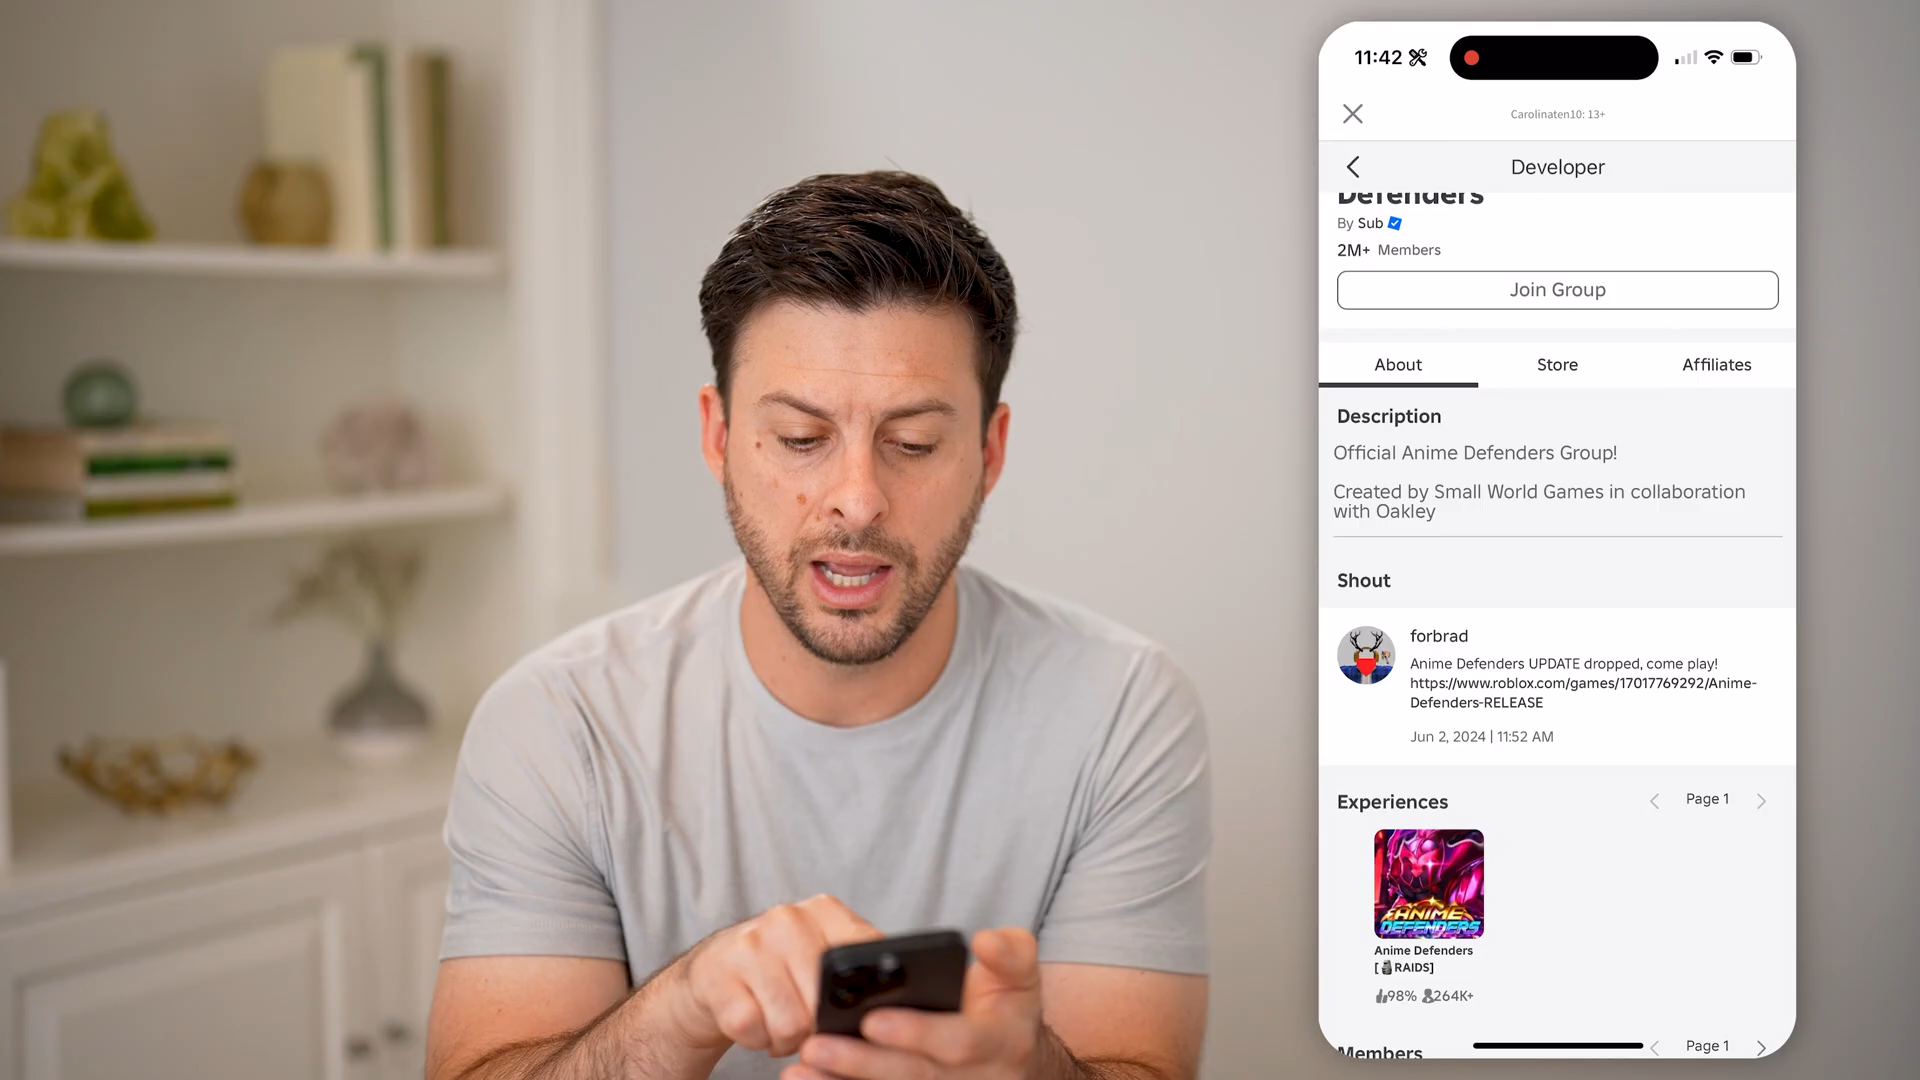 11:42
Carolinaten10: 13+
Developer
Defenders
By Sub
2M+ Members
Join Group
About Store Affiliates
Description
Official Anime Defenders Group!
Created by Small World Games in collaboration
with Oakley
Shout
forbrad
Anime Defenders UPDATE dropped, come play!
https://www.roblox.com/games/17017769292/Anime-
Defenders-RELEASE
Jun 2, 2024 | 11:52 AM
Experiences Page 1
ANIME
DEFENDERS
Anime Defenders
[🗿RAIDS]
98% 264K+
Members Page 1